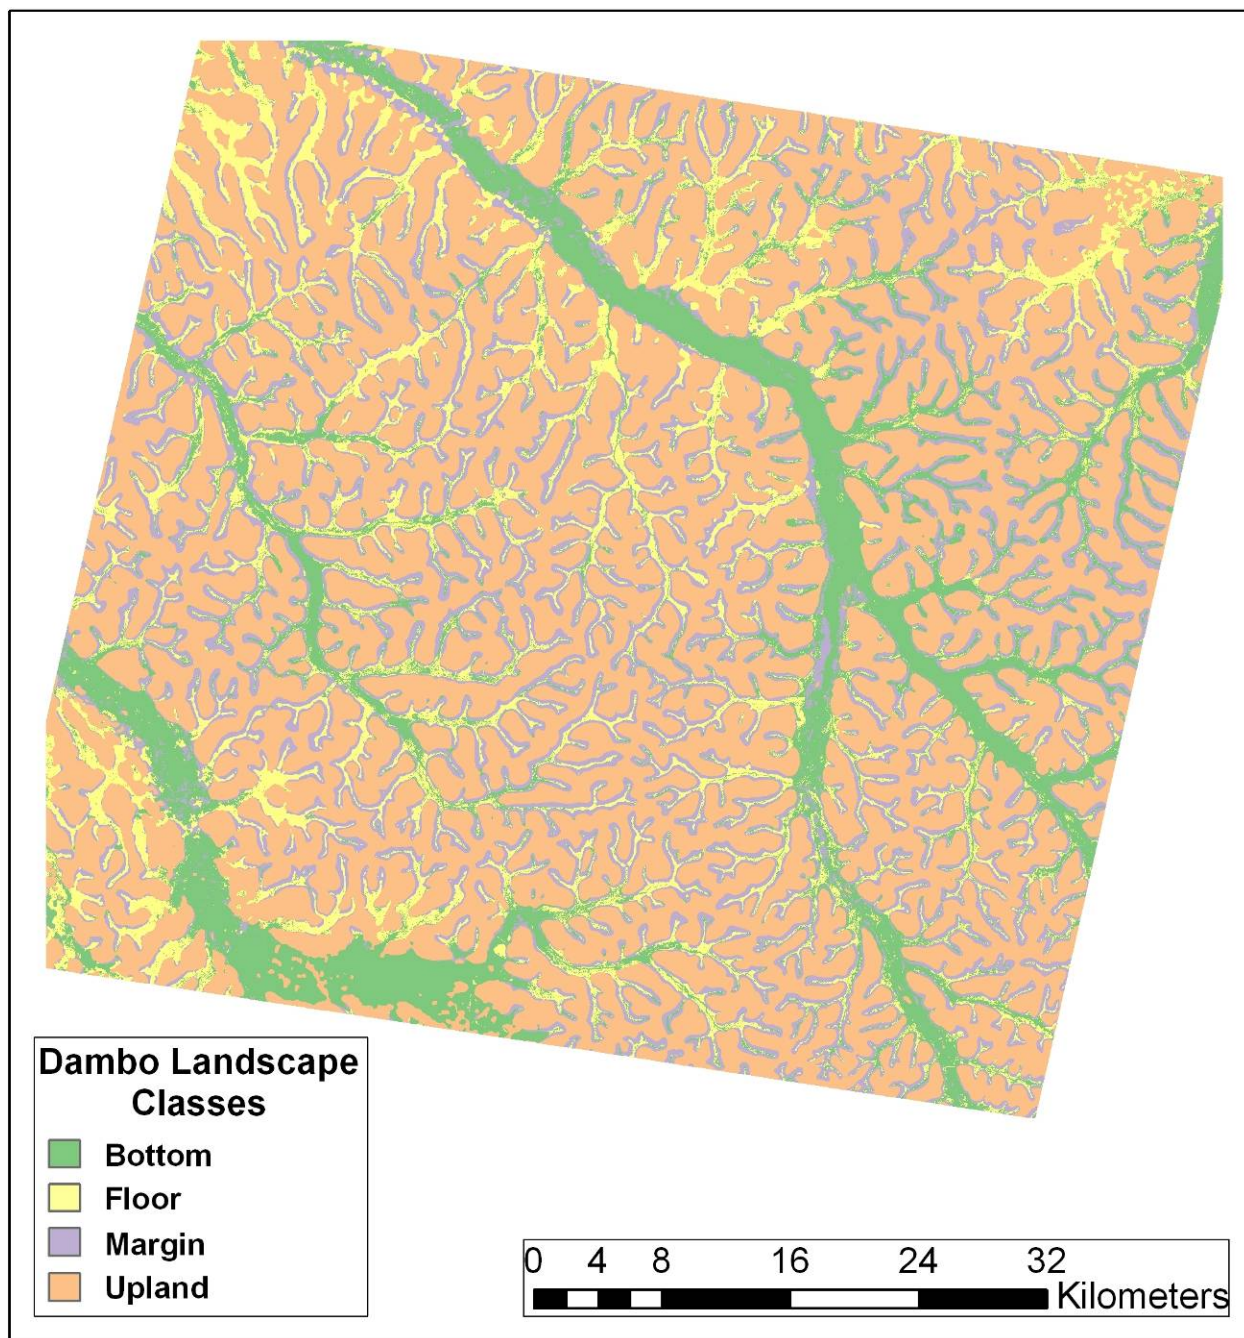 Dambo Landscape
Classes
Bottom
Floor
Margin
Upland
0 4 8 16 24 32
Kilometers